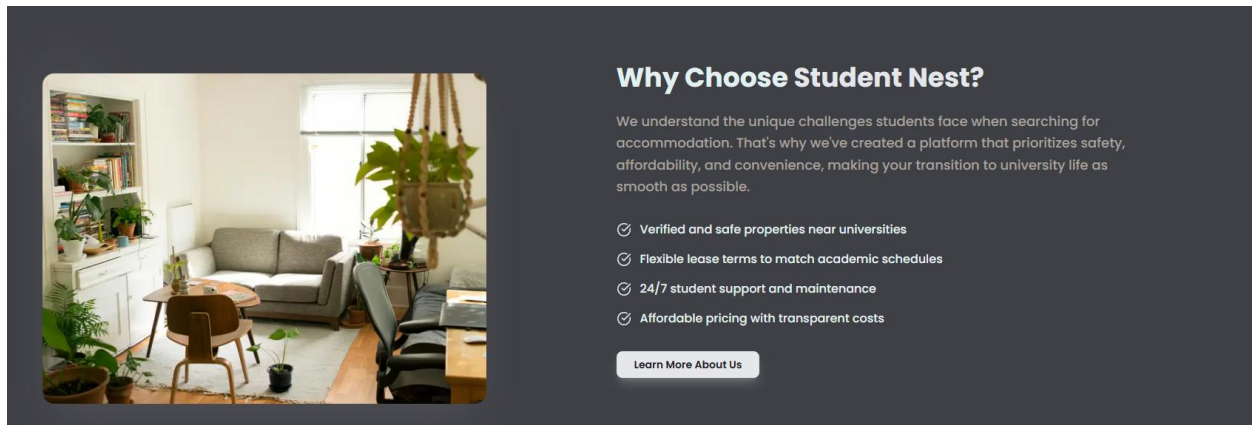 Why Choose Student Nest?
We understand the unique challenges students face when searching for
accommodation. That's why we've created a platform that prioritizes safety,
affordability, and convenience, making your transition to university life as
smooth as possible.
Verified and safe properties near universities
Flexible lease terms to match academic schedules
24/7 student support and maintenance
Affordable pricing with transparent costs
Learn More About Us